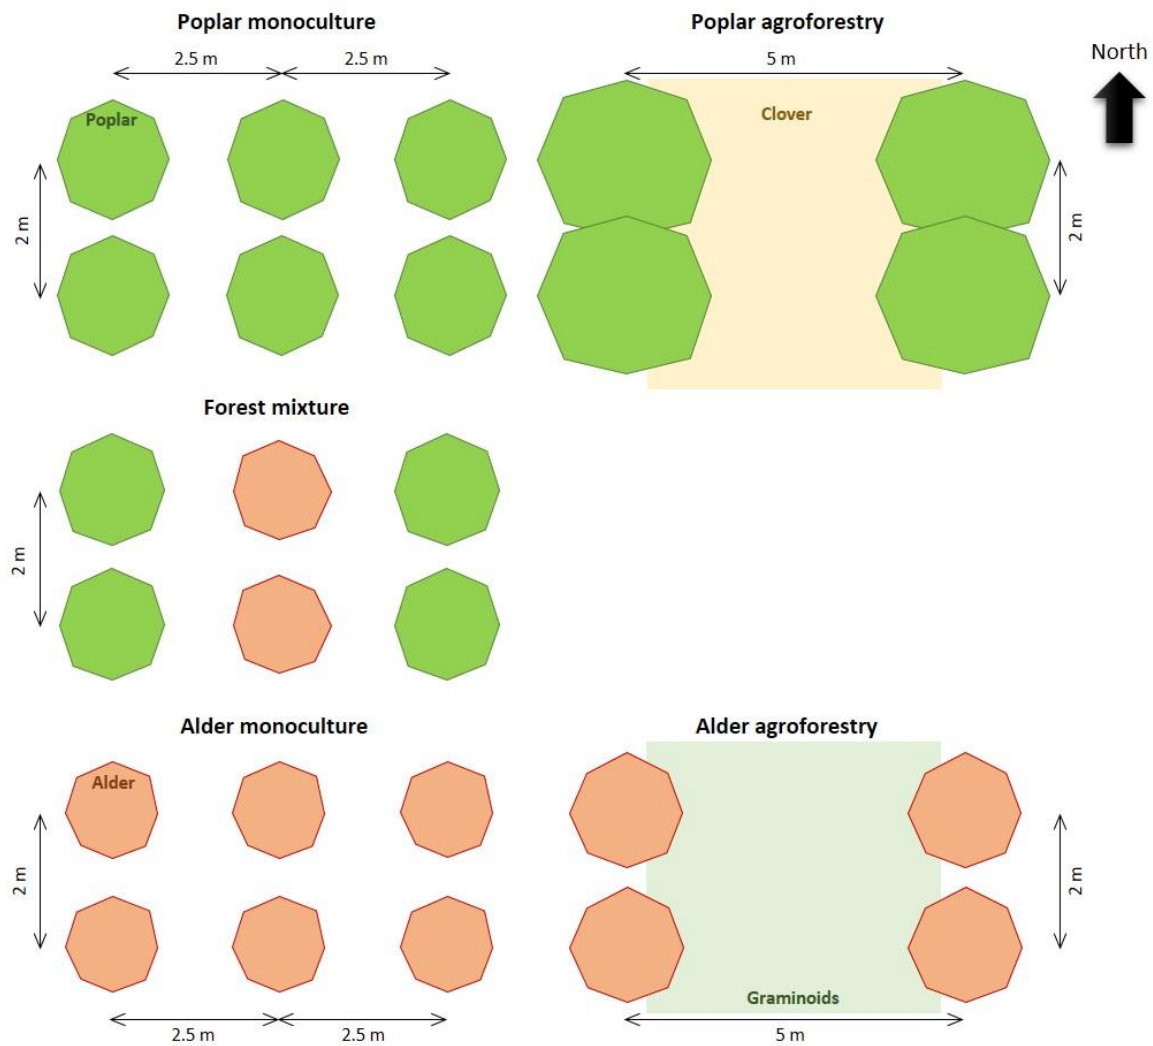 Poplar monoculture
Poplar agroforestry
2.5 m
2.5 m
5 m
North
Poplar
Clover
2 m
2 m
Forest mixture
2 m
Alder monoculture
Alder agroforestry
Alder
2 m
2 m
Graminoids
2.5 m
2.5 m
5 m